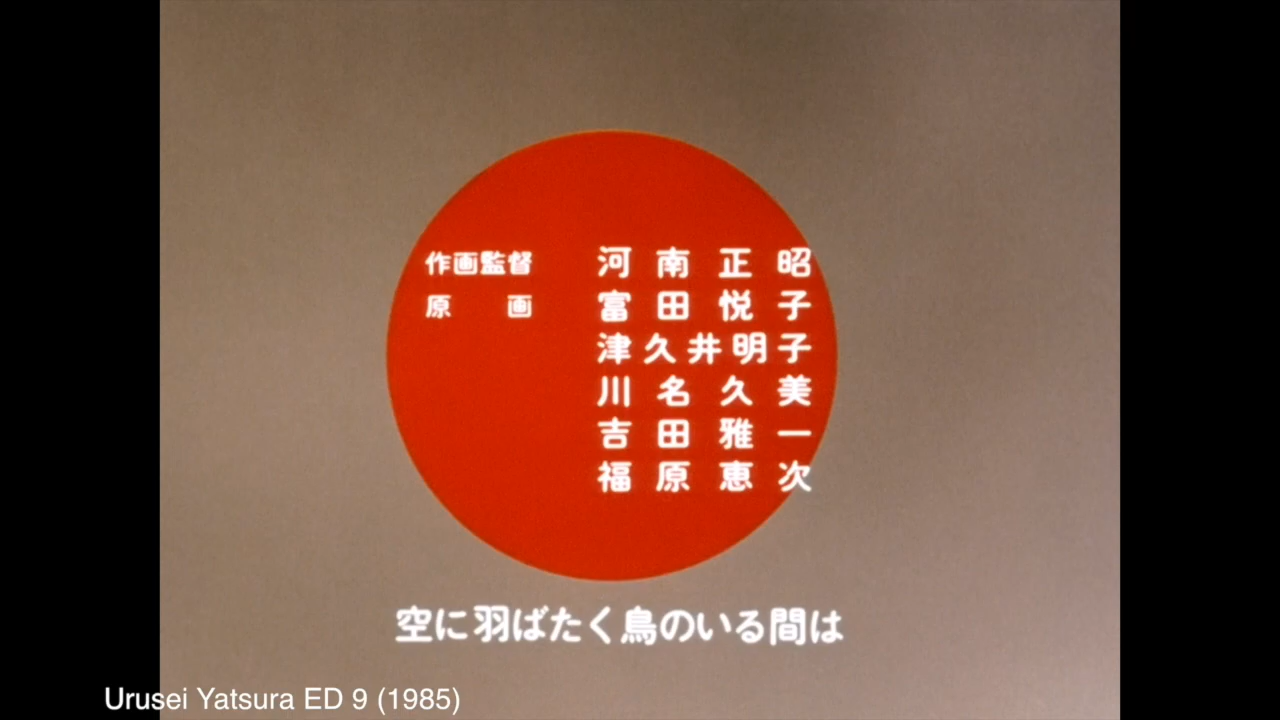 作画監督 河南正昭
原画 富田悦子
津久井明子
川名久美
吉田雅一
福原恵次
空に羽ばたく鳥のいる間は
Urusei Yatsura ED 9 (1985)